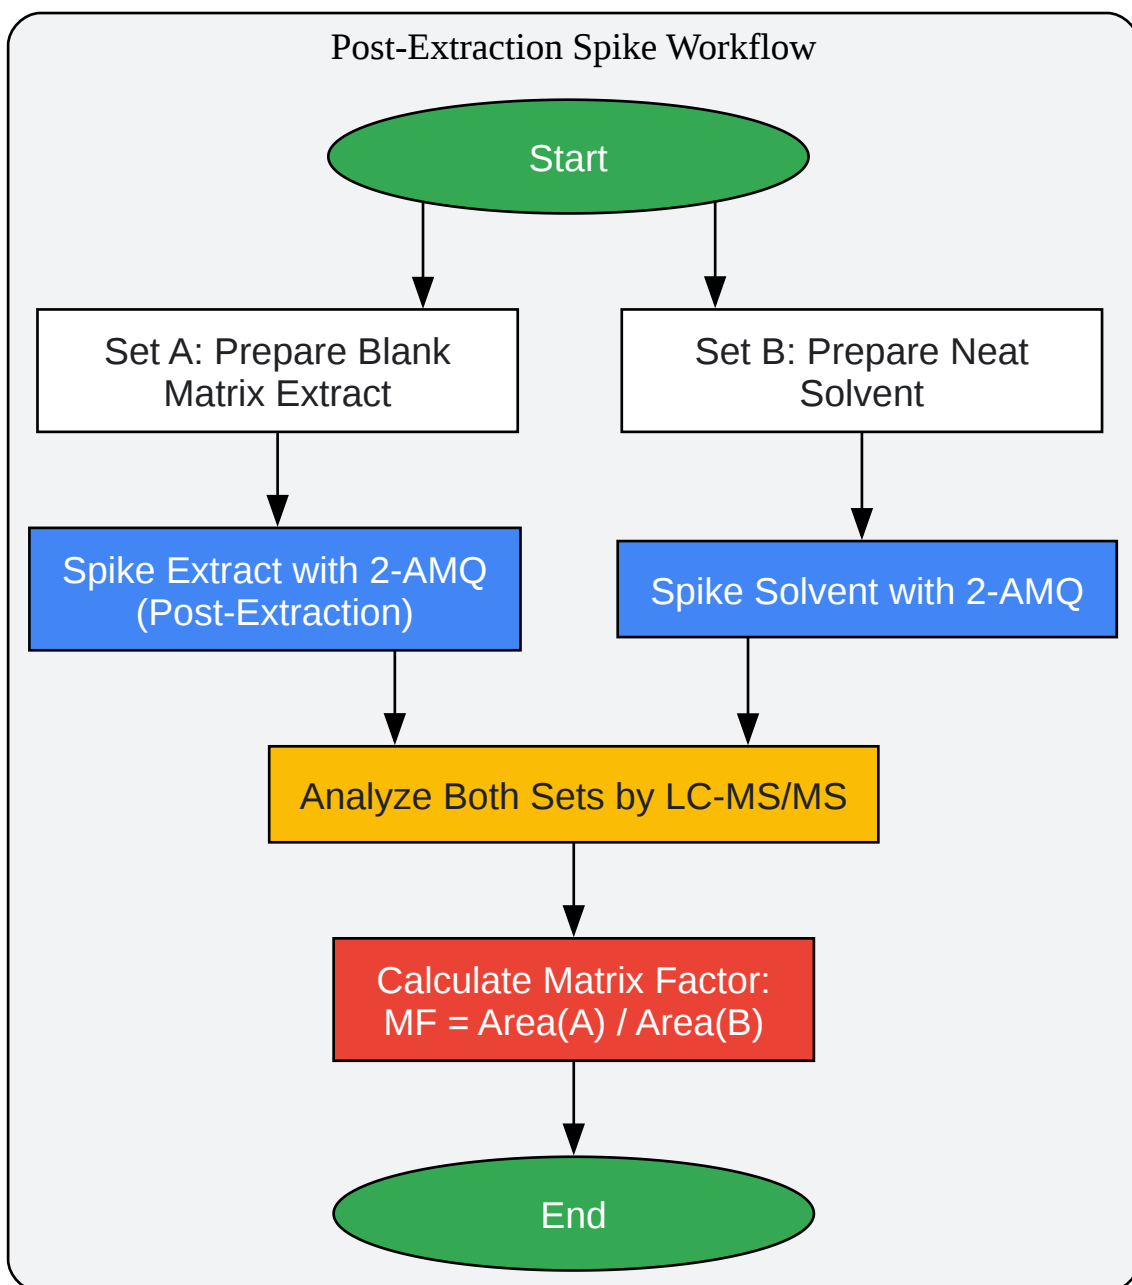 Post-Extraction Spike Workflow
Start
Set A: Prepare Blank
Matrix Extract
Set B: Prepare Neat
Solvent
Spike Extract with 2-AMQ
(Post-Extraction)
Spike Solvent with 2-AMQ
Analyze Both Sets by LC-MS/MS
Calculate Matrix Factor:
MF = Area(A) / Area(B)
End